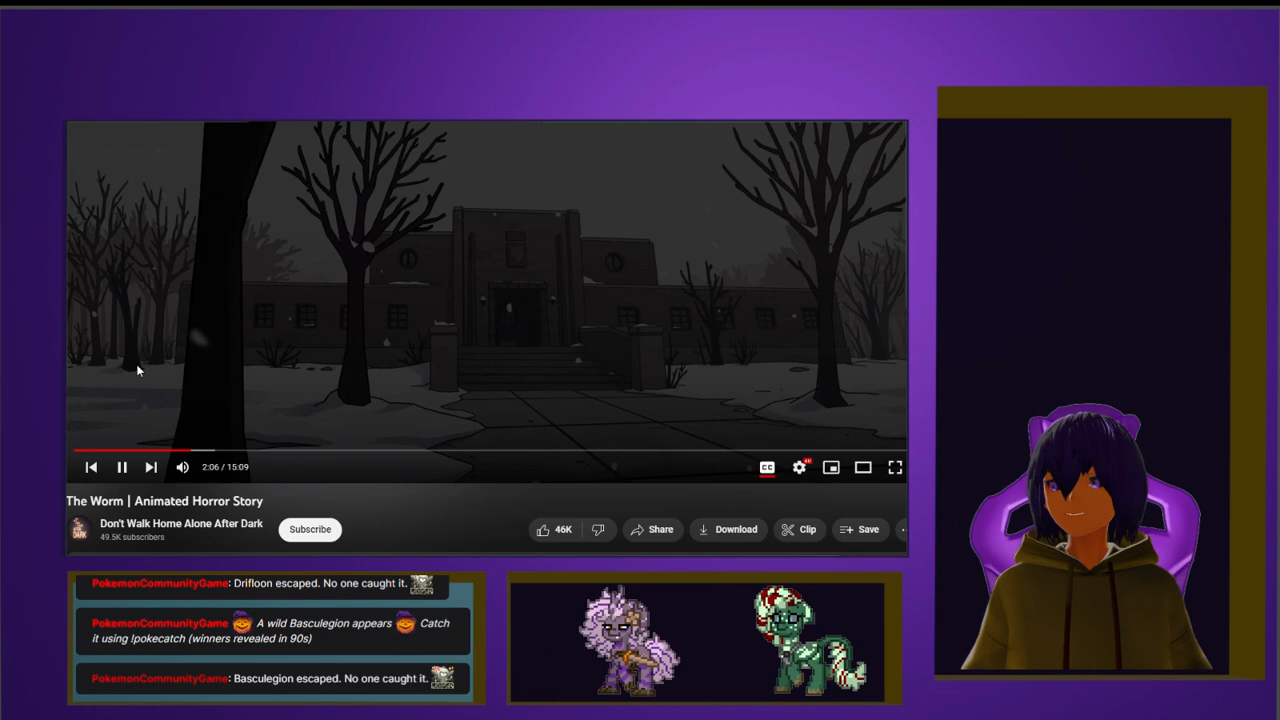 2:06 / 15:09
CC
The Worm | Animated Horror Story
Don't Walk Home Alone After Dark
49.5K subscribers
Subscribe
46K
Share
Download
Clip
Save
PokemonCommunityGame: Drifloon escaped. No one caught it.
PokemonCommunityGame: A wild Basculegion appears Catch
it using !pokecatch (winners revealed in 90s)
PokemonCommunityGame: Basculegion escaped. No one caught it.